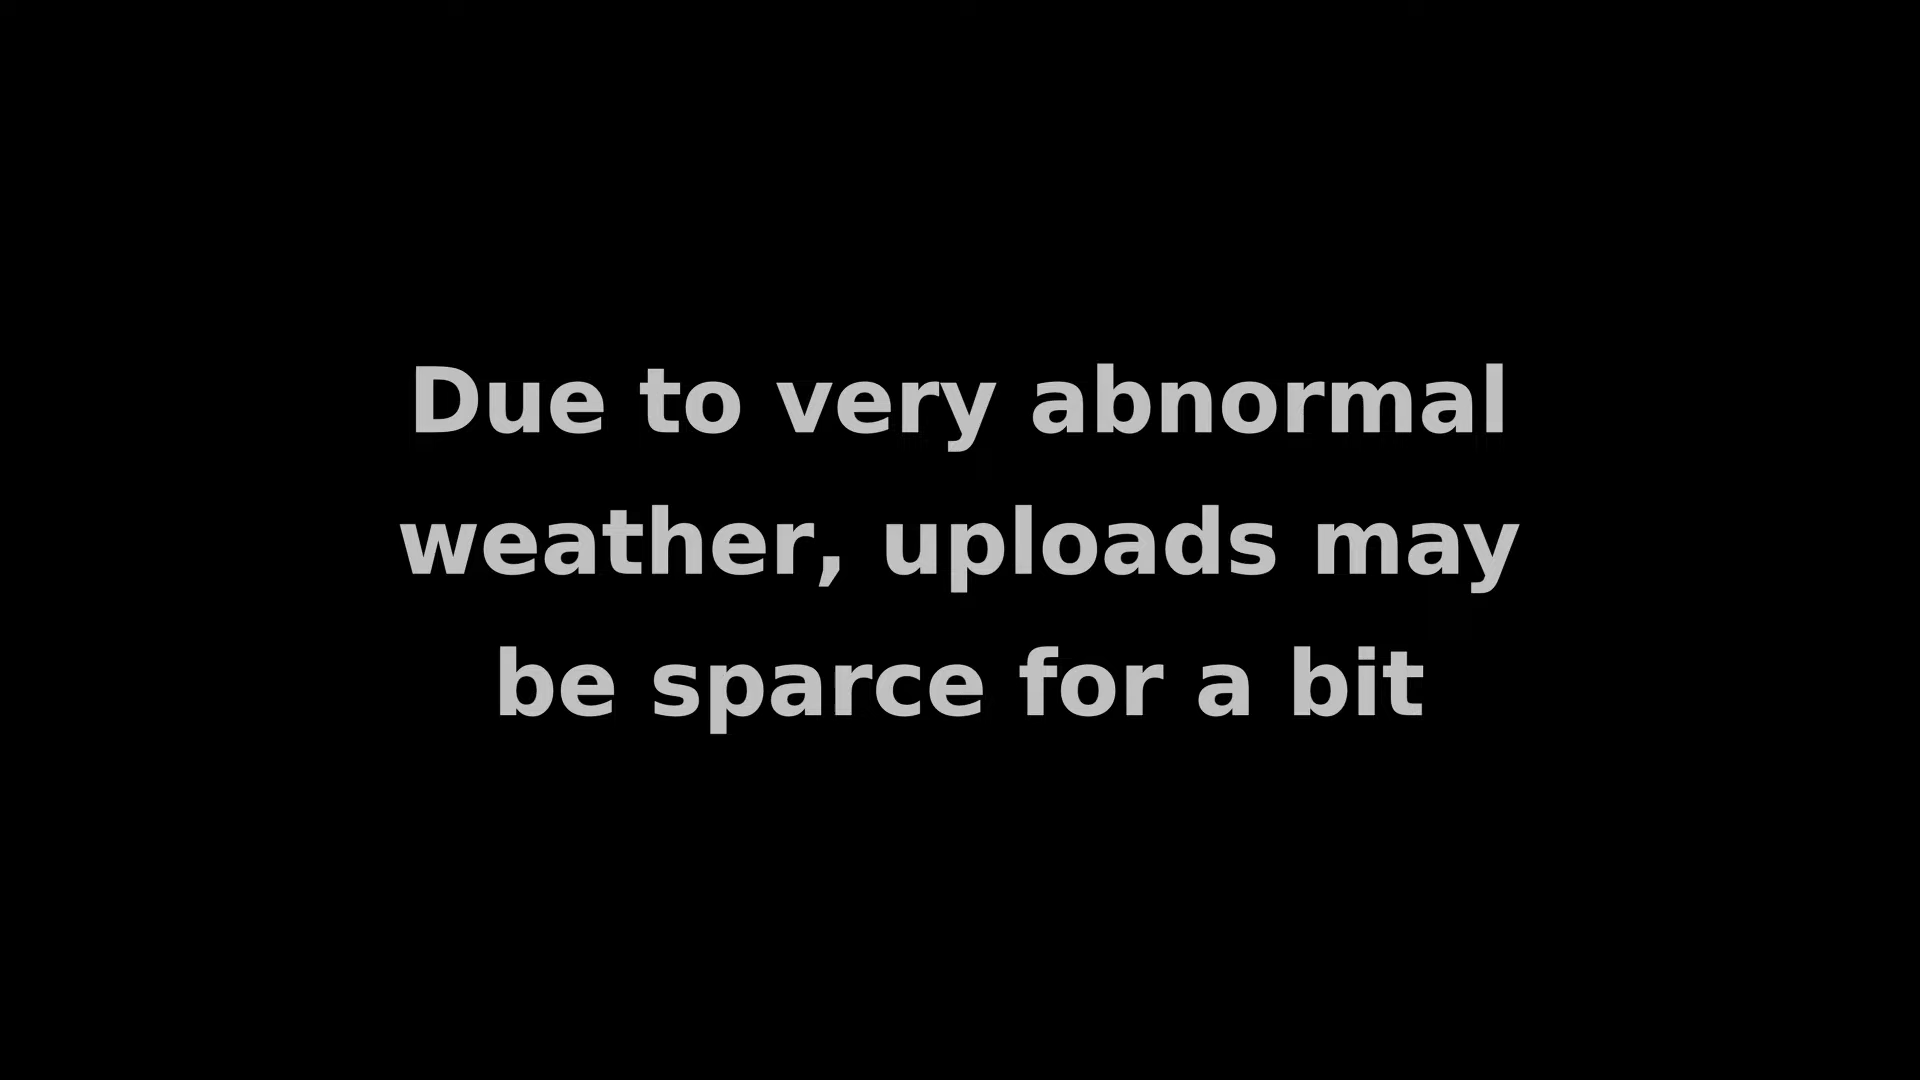 Due to very abnormal
weather, uploads may
be sparce for a bit